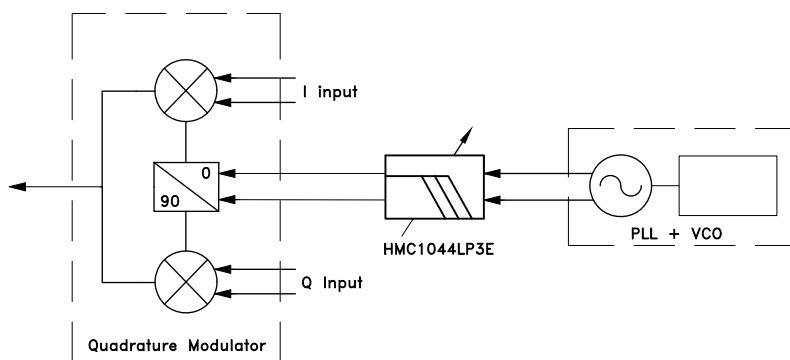 I input
0
90
HMC1044LP3E
PLL + VCO
Q Input
Quadrature Modulator